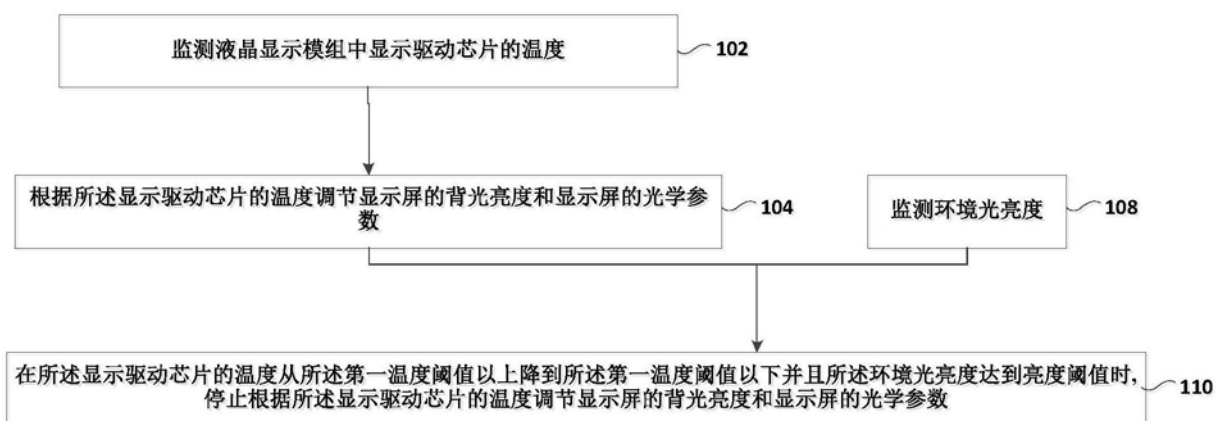 监测液晶显示模组中显示驱动芯片的温度
102
根据所述显示驱动芯片的温度调节显示屏的背光亮度和显示屏的光学参
数
104
监测环境光亮度
108
在所述显示驱动芯片的温度从所述第一温度阈值以上降到所述第一温度阈值以下并且所述环境光亮度达到亮度阈值时,
停止根据所述显示驱动芯片的温度调节显示屏的背光亮度和显示屏的光学参数
110